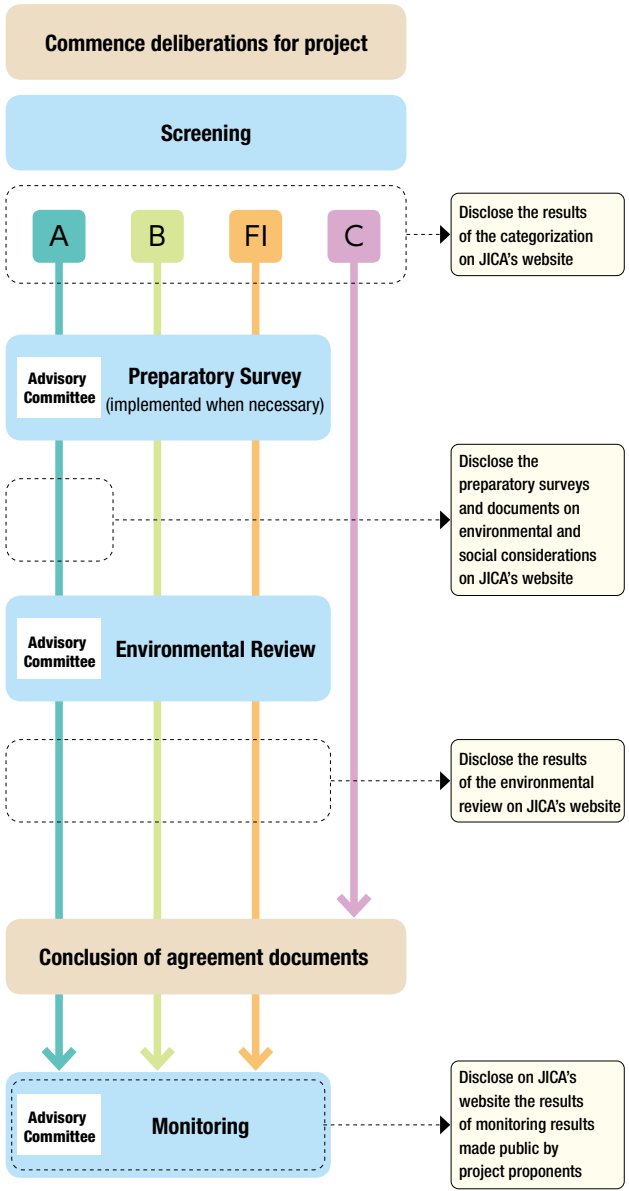 Commence deliberations for project
Screening
A
B
FI
C
Disclose the results
of the categorization
on JICA's website
Advisory
Committee
Preparatory Survey
(implemented when necessary)
Disclose the
preparatory surveys
and documents on
environmental and
social considerations
on JICA's website
Advisory
Committee
Environmental Review
Disclose the results
of the environmental
review on JICA's website
Conclusion of agreement documents
Advisory
Committee
Monitoring
Disclose on JICA's
website the results
of monitoring results
made public by
project proponents